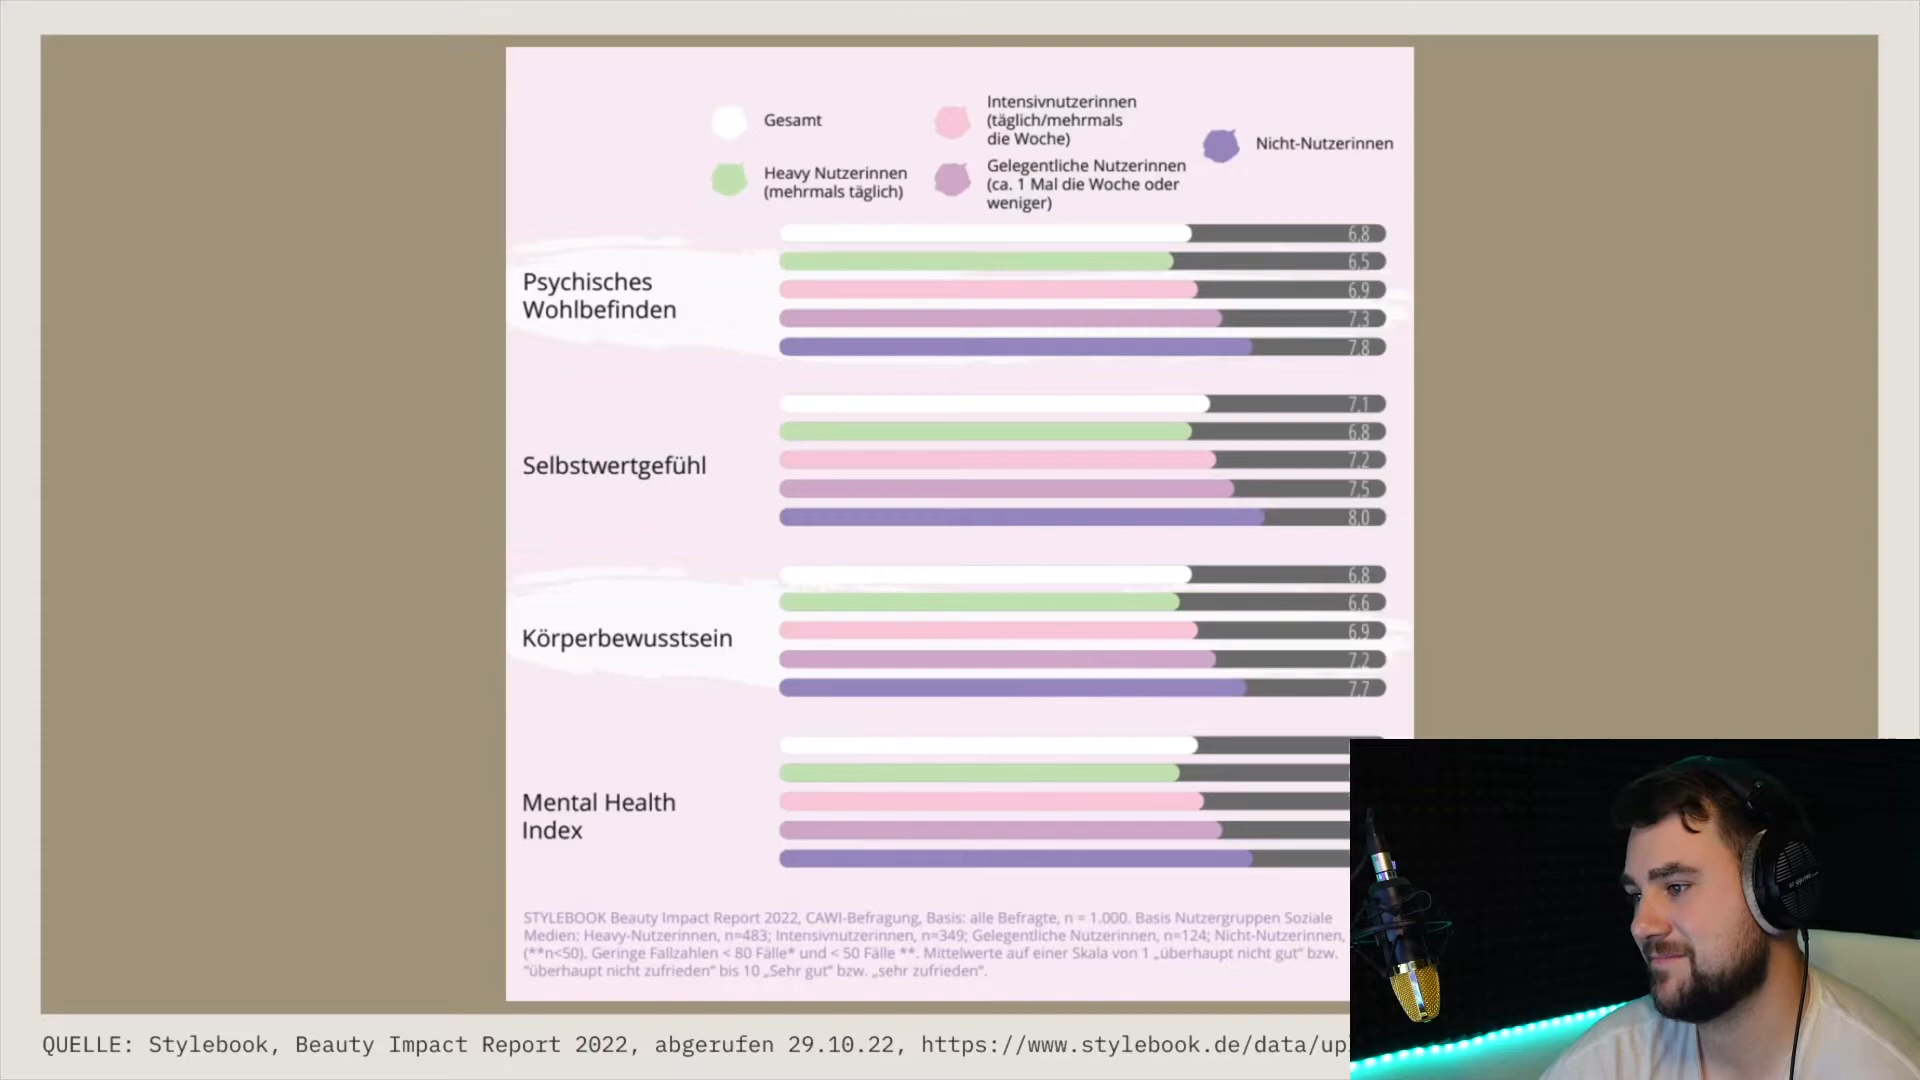 Gesamt
Heavy Nutzerinnen
(mehrmals täglich)
Intensivnutzerinnen
(täglich/mehrmals
die Woche)
Gelegentliche Nutzerinnen
(ca. 1 Mal die Woche oder
weniger)
Nicht-Nutzerinnen
Psychisches
Wohlbefinden
6,8
6,5
6,9
7,3
7,8
Selbstwertgefühl
7,1
6,8
7,2
7,5
8,0
Körperbewusstsein
6,8
6,6
6,9
7,2
7,7
Mental Health
Index
STYLEBOOK Beauty Impact Report 2022, CAWI-Befragung, Basis: alle Befragte, n = 1.000. Basis Nutzergruppen Soziale
Medien: Heavy-Nutzerinnen, n=483; Intensivnutzerinnen, n=349; Gelegentliche Nutzerinnen, n=124; Nicht-Nutzerinnen,
(**n<50). Geringe Fallzahlen < 80 Fälle* und < 50 Fälle **. Mittelwerte auf einer Skala von 1 „überhaupt nicht gut“ bzw.
"überhaupt nicht zufrieden“ bis 10 „Sehr gut“ bzw. „sehr zufrieden“.
QUELLE: Stylebook, Beauty Impact Report 2022, abgerufen 29.10.22, https://www.stylebook.de/data/up